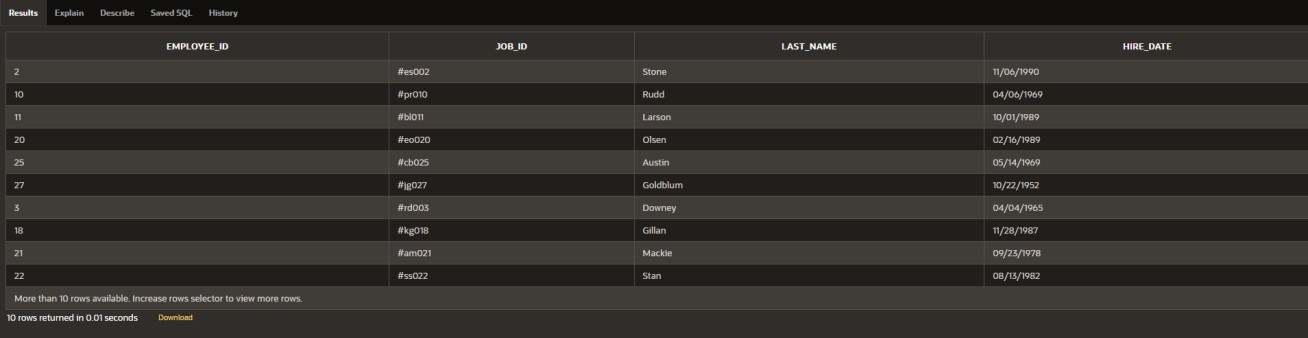 Results Explain Describe Saved SQL History
EMPLOYEE_ID JOB_ID LAST_NAME HIRE_DATE
2 #es002 Stone 11/06/1990
10 #pr010 Rudd 04/06/1969
11 #bl011 Larson 10/01/1989
20 #eo020 Olsen 02/16/1989
25 #cb025 Austin 05/14/1969
27 #jg027 Goldblum 10/22/1952
3 #rd003 Downey 04/04/1965
18 #kg018 Gillan 11/28/1987
21 #am021 Mackie 09/23/1978
22 #ss022 Stan 08/13/1982
More than 10 rows available. Increase rows selector to view more rows.
10 rows returned in 0.01 seconds Download